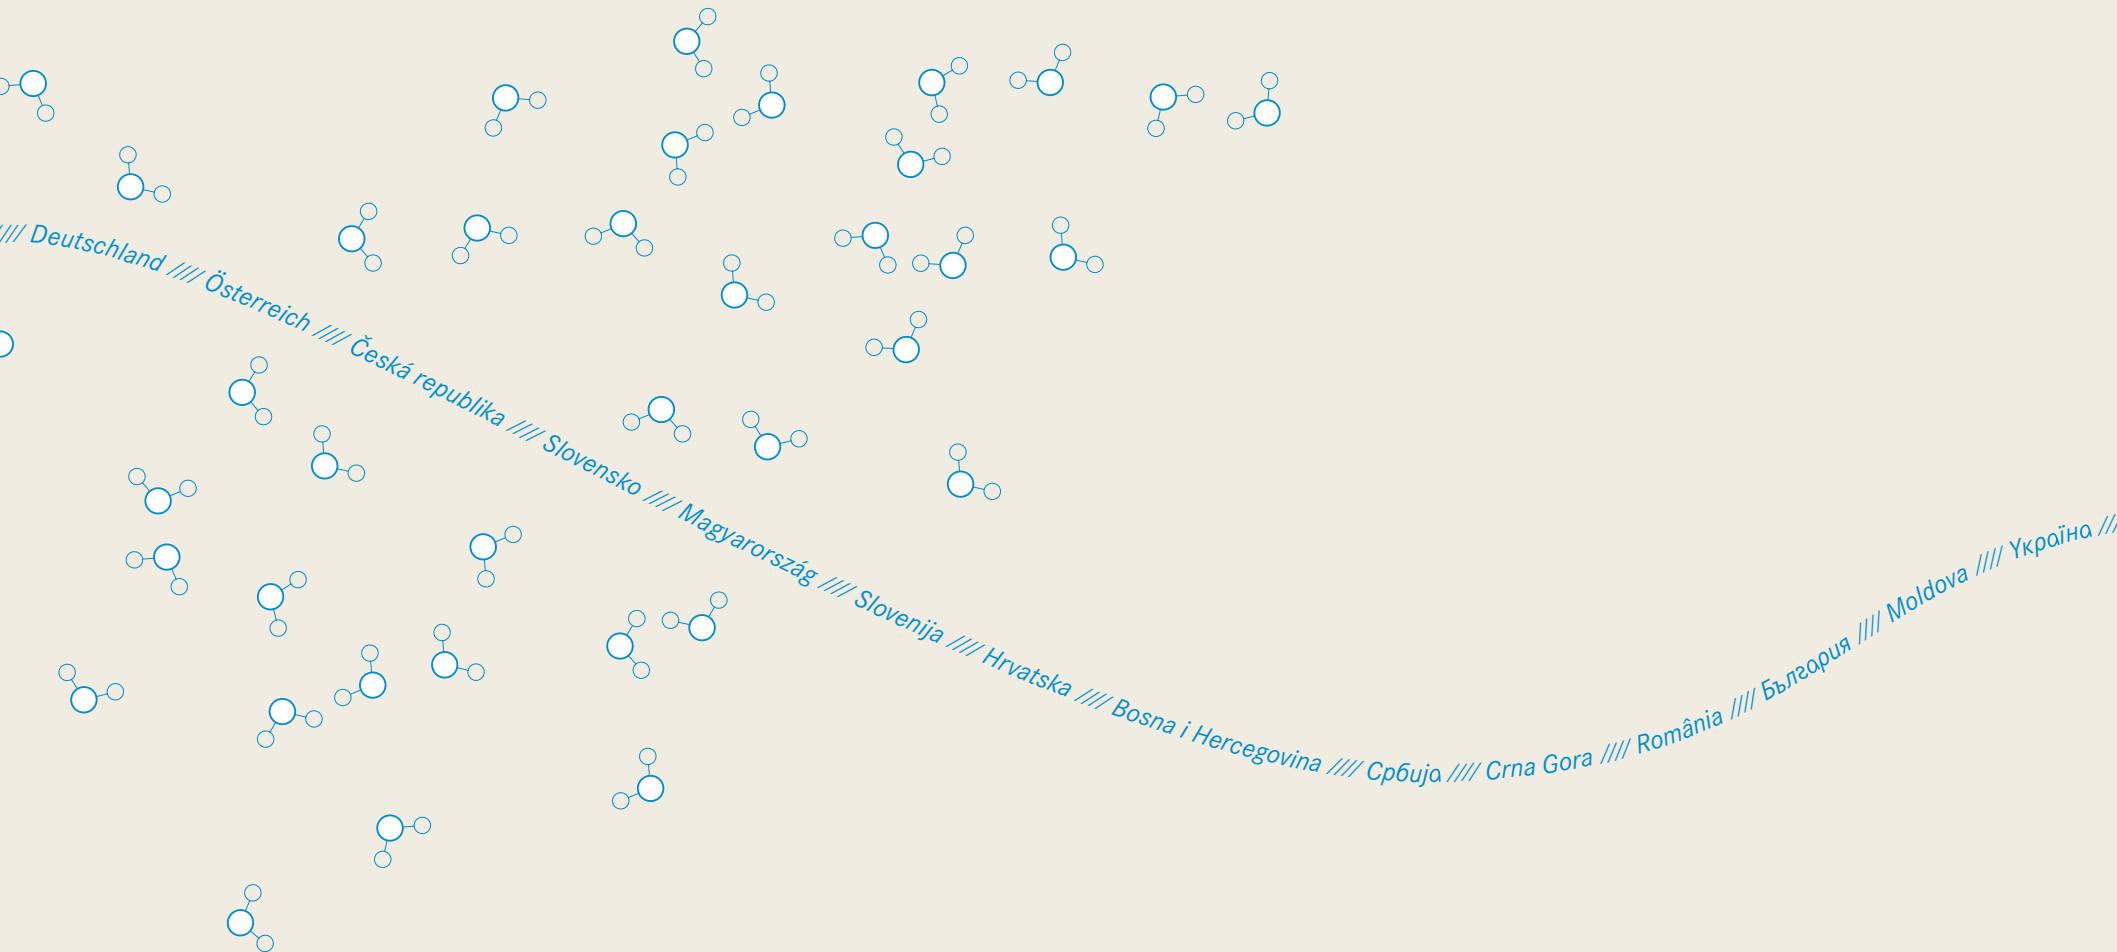 //// Deutschland ///// Österreich ///// Česká republika ///// Slovensko ///// Magyarország ///// Slovenija ///// Hrvatska ///// Bosna i Hercegovina ///// Србија ///// Crna Gora //// România //// България //// Moldova //// Україна ///